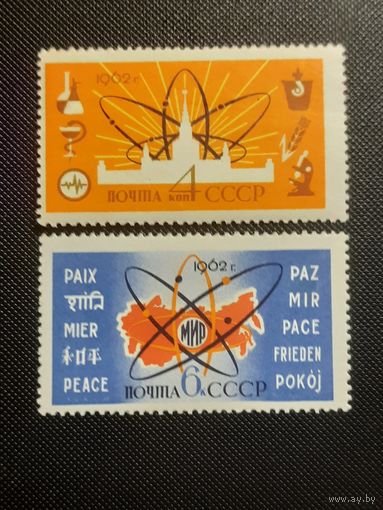 1962 г.
ПОЧТА 4 КОП СССР
1962 г.
PAIX
शांति
MIER
和平
PEACE
МИР
PAZ
MIR
PACE
FRIEDEN
POKÓJ
ПОЧТА 6к СССР
www.ay.by